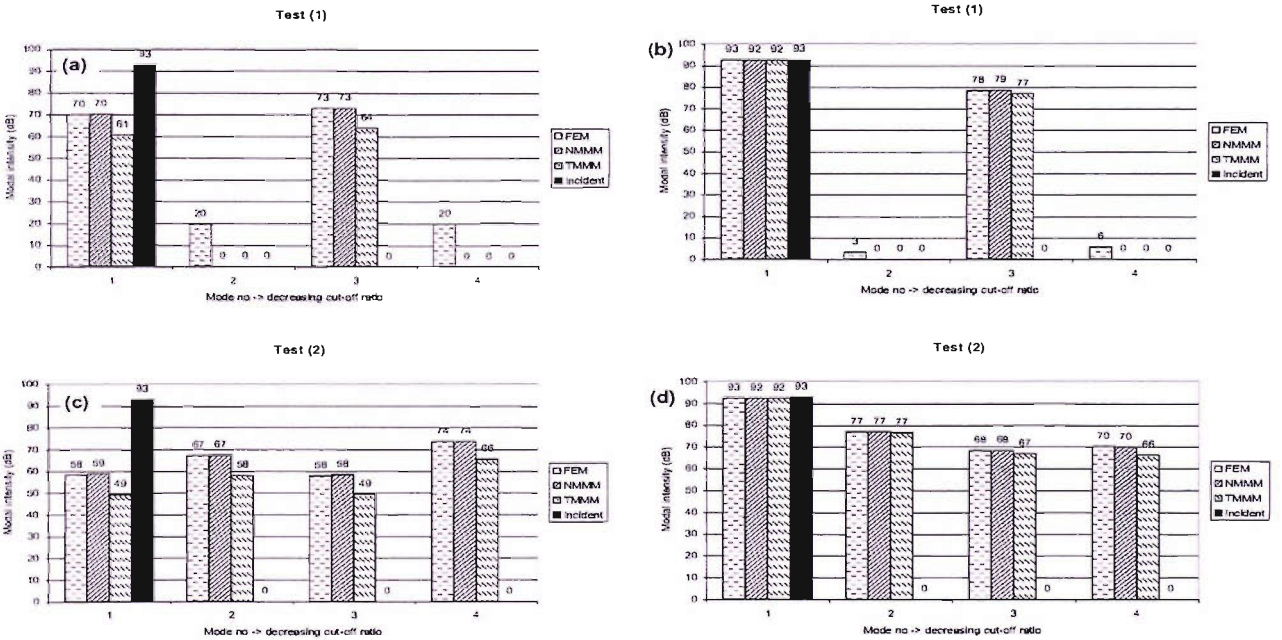 Test (1)
(a)
Modal intensity (dB)
100
90
80
70
60
50
40
30
20
10
0
70 70 61 93
20 0 0 0
73 73 64 0
20 0 0 0
1 2 3 4
Mode no -> decreasing cut-off ratio
FEM
NMMM
TMMM
Incident
Test (1)
(b)
Modal intensity (dB)
100
90
80
70
60
50
40
30
20
10
0
93 92 92 93
3 0 0 0
78 79 77 0
6 0 0 0
1 2 3 4
Mode no -> decreasing cut-off ratio
FEM
NMMM
TMMM
Incident
Test (2)
(c)
Modal intensity (dB)
100
90
80
70
60
50
40
30
20
10
0
58 59 49 93
67 67 58 0
58 58 49 0
74 74 66 0
1 2 3 4
Mode no -> decreasing cut-off ratio
FEM
NMMM
TMMM
Incident
Test (2)
(d)
Modal intensity (dB)
100
90
80
70
60
50
40
30
20
10
0
93 92 92 93
77 77 77 0
68 68 67 0
70 70 66 0
1 2 3 4
Mode no -> decreasing cut-off ratio
FEM
NMMM
TMMM
Incident